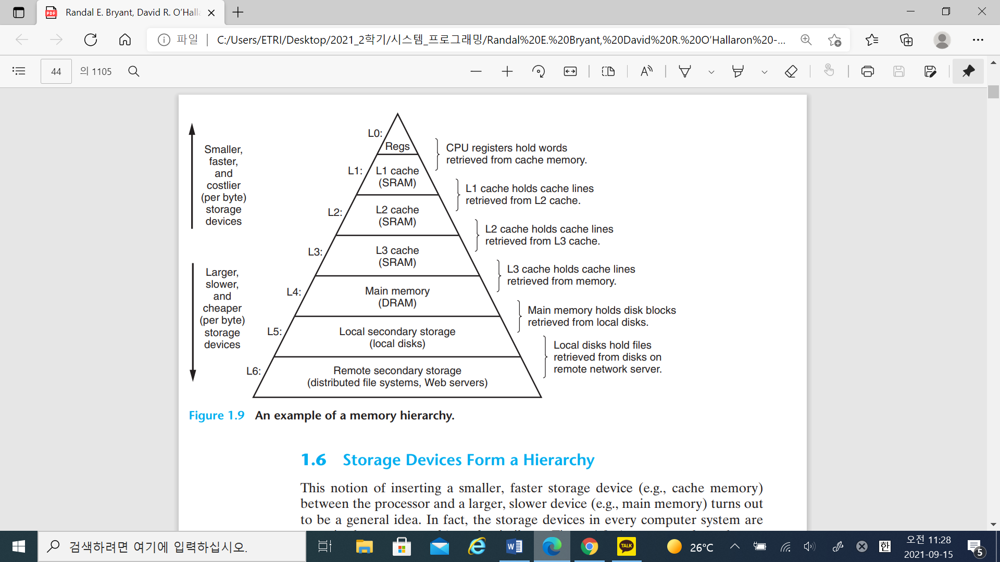 Randal E. Bryant, David R. O'Halla
파일
C:/Users/ETRI/Desktop/2021_2학기/시스템_프로그래밍/Randal%20E.%20Bryant,%20David%20R.%20O'Hallaron%20-...
44 의 1105
Smaller,
faster,
and
costlier
(per byte)
storage
devices
Larger,
slower,
and
cheaper
(per byte)
storage
devices
L0:
Regs
L1:
L1 cache
(SRAM)
L2:
L2 cache
(SRAM)
L3:
L3 cache
(SRAM)
L4:
Main memory
(DRAM)
L5:
Local secondary storage
(local disks)
L6:
Remote secondary storage
(distributed file systems, Web servers)
CPU registers hold words
retrieved from cache memory.
L1 cache holds cache lines
retrieved from L2 cache.
L2 cache holds cache lines
retrieved from L3 cache.
L3 cache holds cache lines
retrieved from memory.
Main memory holds disk blocks
retrieved from local disks.
Local disks hold files
retrieved from disks on
remote network server.
Figure 1.9 An example of a memory hierarchy.
1.6 Storage Devices Form a Hierarchy
This notion of inserting a smaller, faster storage device (e.g., cache memory)
between the processor and a larger, slower device (e.g., main memory) turns out
to be a general idea. In fact, the storage devices in every computer system are
검색하려면 여기에 입력하십시오.
TALK
26°C
한
오전 11:28
2021-09-15
5